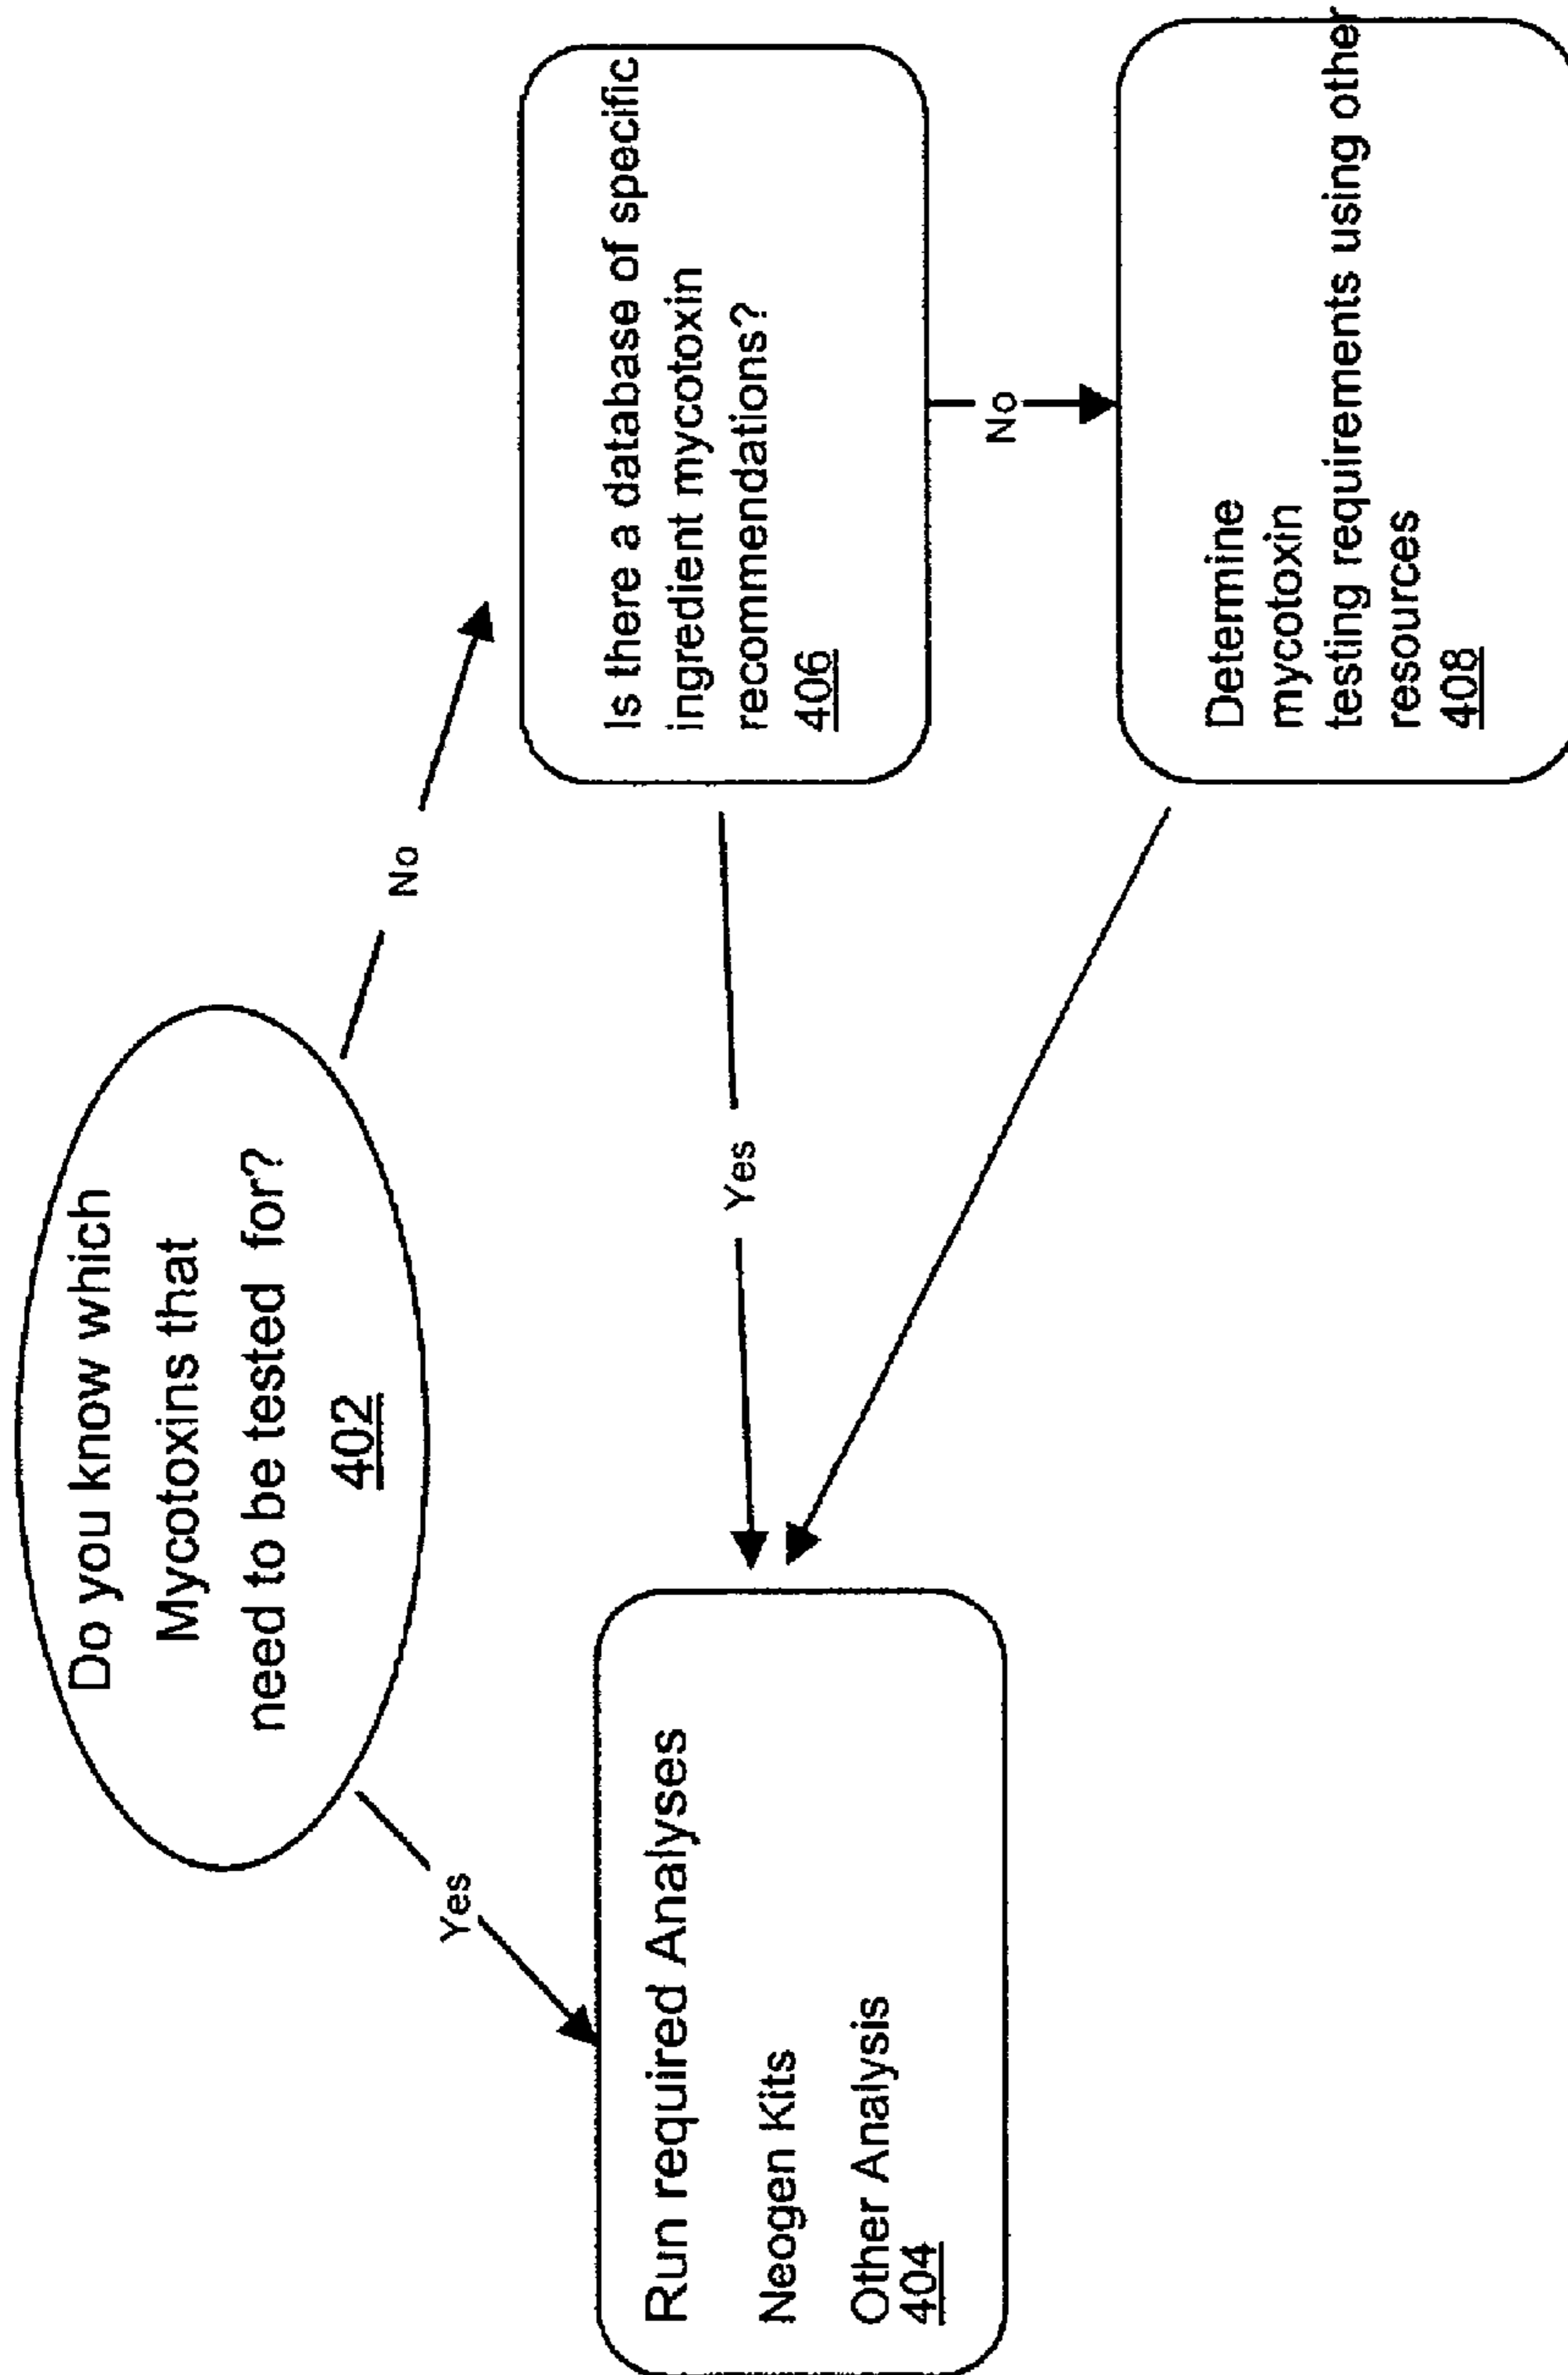 Do you know which
Mycotoxins that
need to be tested for?
402
Yes
No
Run required Analyses
Neogen Kits
Other Analysis
404
Yes
Is there a database of specific
ingredient mycotoxin
recommendations?
406
No
Determine
mycotoxin
testing requirements using other
resources
408